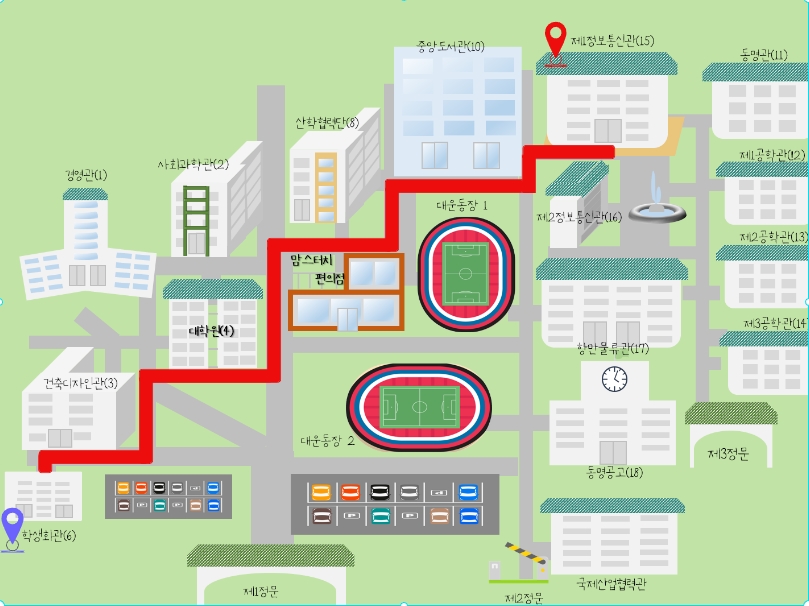 중앙도서관(10)
제1정보통신관(15)
동명관(11)
산학협력단(8)
사회과학관(2)
제1공학관(12)
경영관(1)
대운동장 1
제2정보통신관(16)
제2공학관(13)
맘스터치
편의점
제3공학관(14
대학원(4)
항만물류관(17)
건축디자인관(3)
대운동장 2
제3정문
동명공고(18)
학생회관(6)
국제산업협력관
제1정문
제2정문